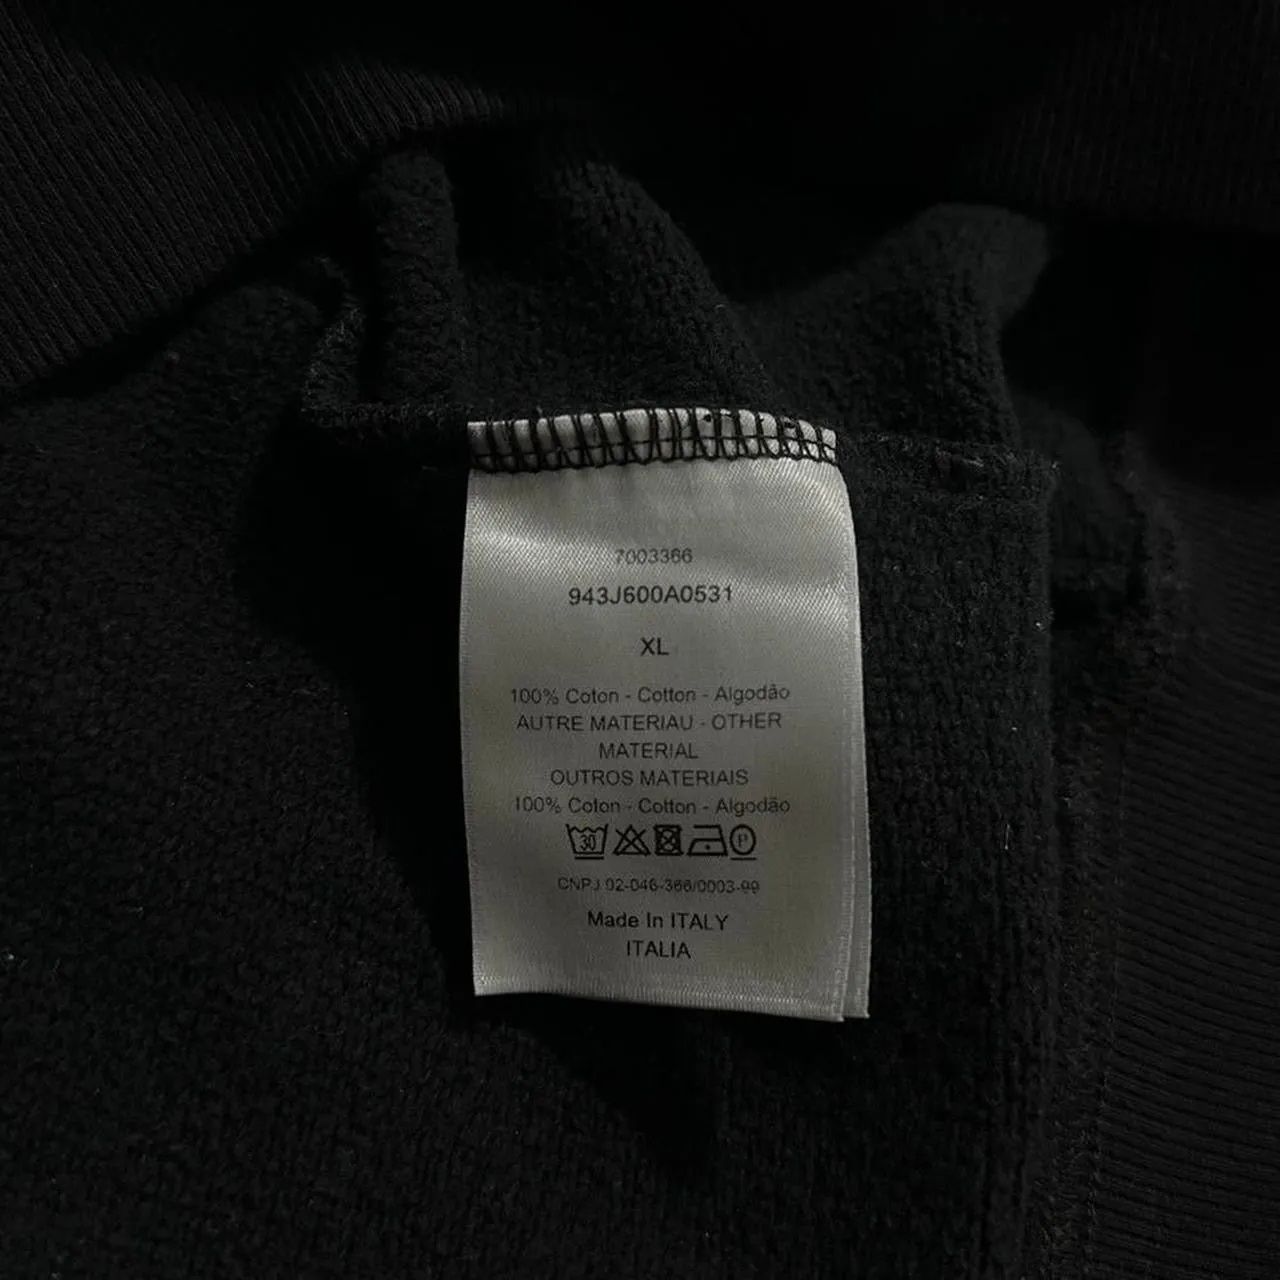 7003366
943J600A0531
XL
100% Coton - Cotton - Algodão
AUTRE MATERIAU - OTHER
MATERIAL
OUTROS MATERIAIS
100% Coton - Cotton - Algodão
30
P
CNPJ 02-046-366/0003-99
Made In ITALY
ITALIA